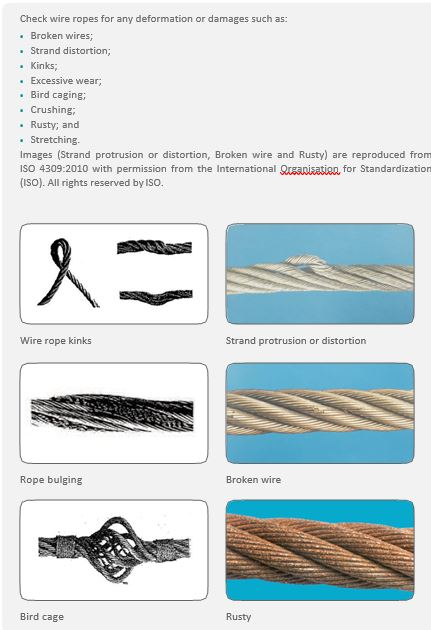 Check wire ropes for any deformation or damages such as:
• Broken wires;
• Strand distortion;
• Kinks;
• Excessive wear;
• Bird caging;
• Crushing;
• Rusty; and
• Stretching.
Images (Strand protrusion or distortion, Broken wire and Rusty) are reproduced from
ISO 4309:2010 with permission from the International Organisation for Standardization
(ISO). All rights reserved by ISO.
Wire rope kinks
Strand protrusion or distortion
Rope bulging
Broken wire
Bird cage
Rusty